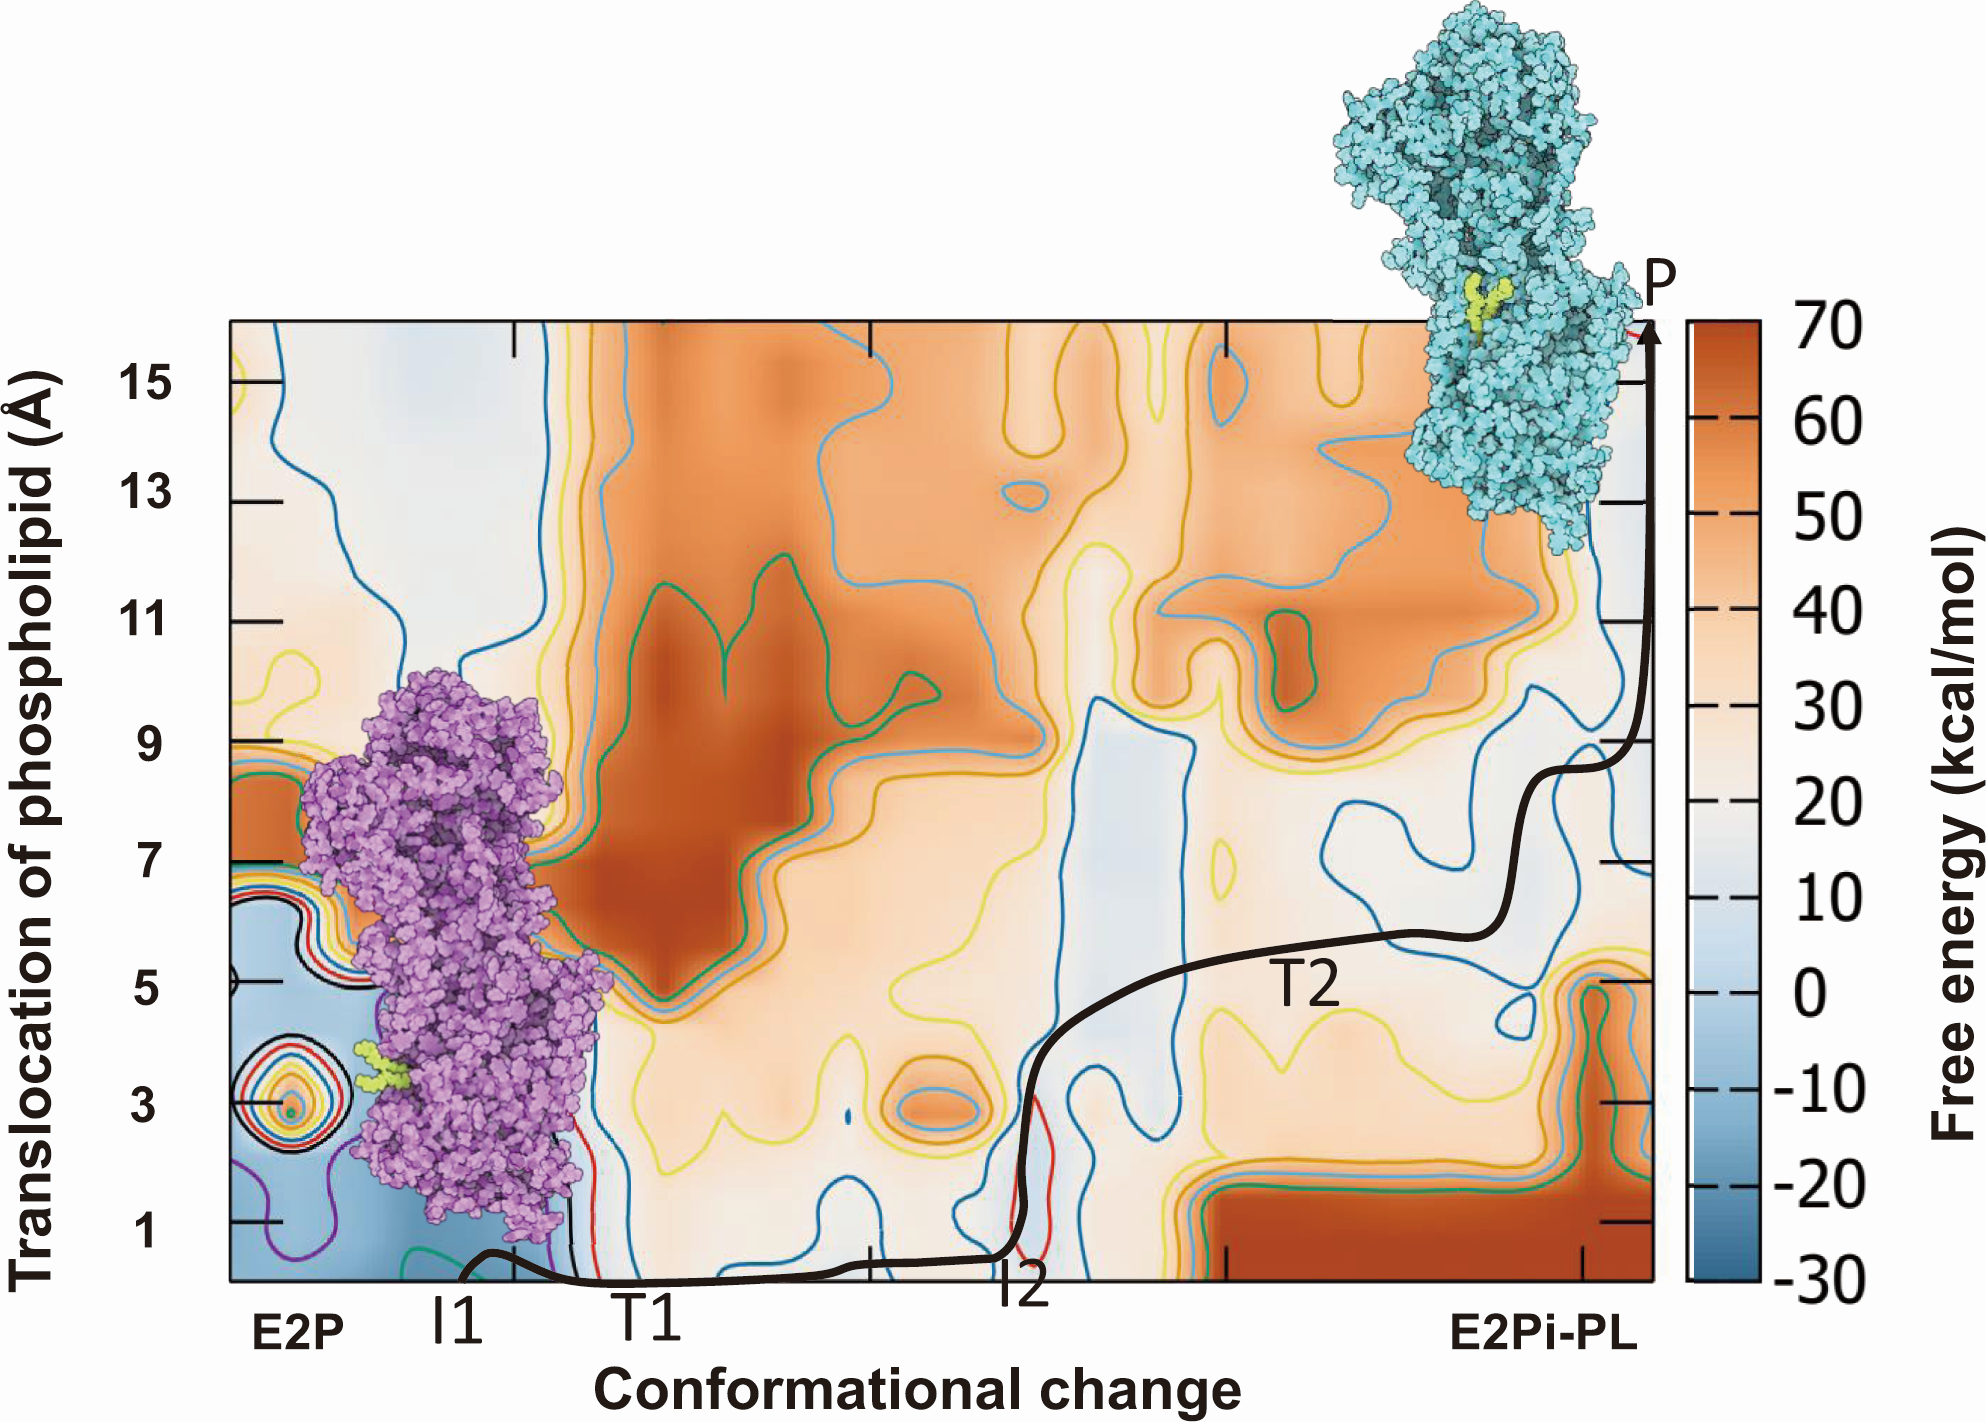 P
Translocation of phospholipid (Å)
15
13
11
9
7
5
3
1
T2
I2
I1
T1
E2P
E2Pi-PL
Conformational change
70
60
50
40
30
20
10
0
-10
-20
-30
Free energy (kcal/mol)